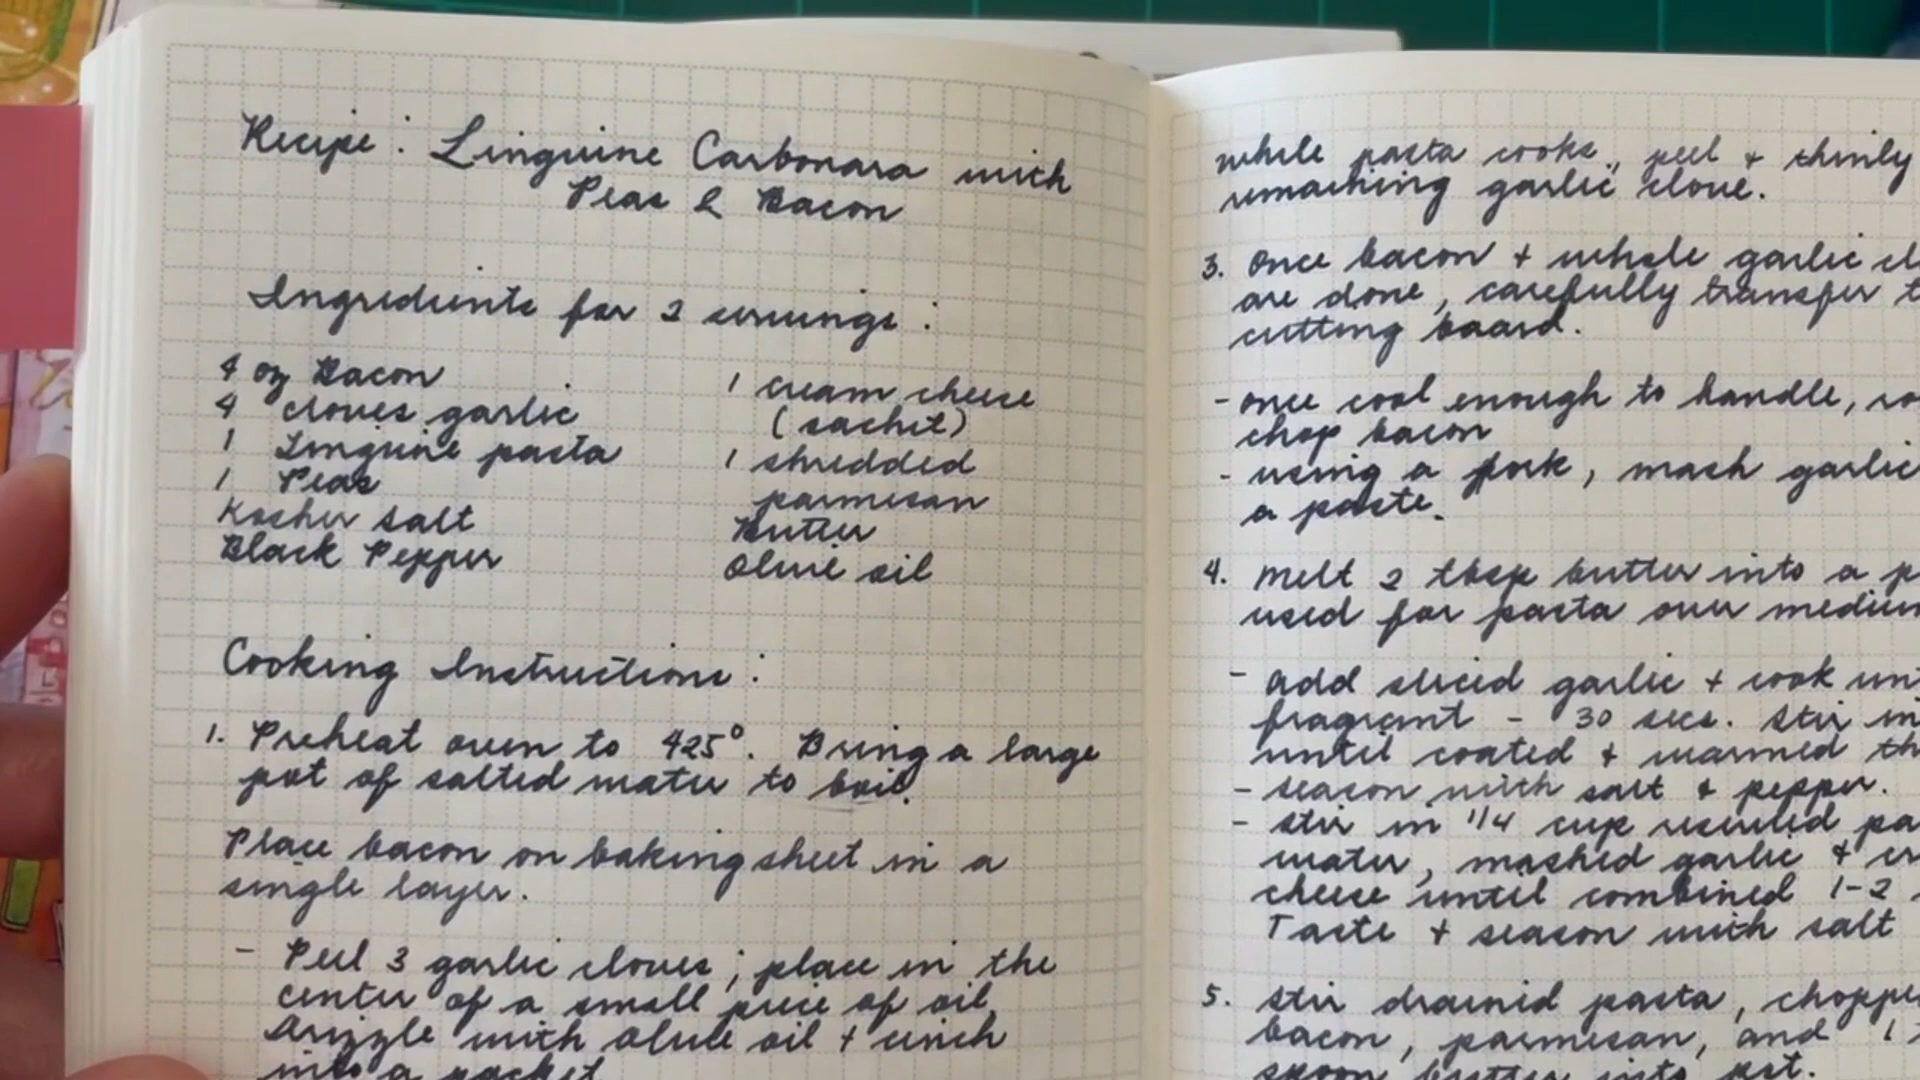 Recipe: Linguine Carbonara with
Peas & Bacon
Ingredients for 2 servings:
4 oz Bacon
4 cloves garlic
1 Linguine pasta
1 Peas
Kosher salt
Black Pepper
1 cream cheese
(sachet)
1 shredded
parmesan
Butter
Olive oil
Cooking Instructions:
1. Preheat oven to 425°. Bring a large
pot of salted water to boil.
Place bacon on baking sheet in a
single layer.
- Peel 3 garlic cloves; place in the
center of a small piece of oil,
drizzle with olive oil + cinch
into a packet
while pasta cooks, peel + thinly
remaining garlic clove.
3. Once bacon + whole garlic
are done, carefully transfer
cutting board.
- once cool enough to handle,
chop bacon
- using a fork, mash garlic
a paste.
4. Melt 2 tbsp butter into a
used for pasta over medium
- add sliced garlic + cook
fragrant - 30 secs. Stir
until coated + warmed
- season with salt & pepper.
- stir in 1/4 cup reserved
water, mashed garlic +
cheese until combined 1-2
Taste + season with salt
5. Stir drained pasta,
bacon, parmesan, and 1
spoon butter into pot.